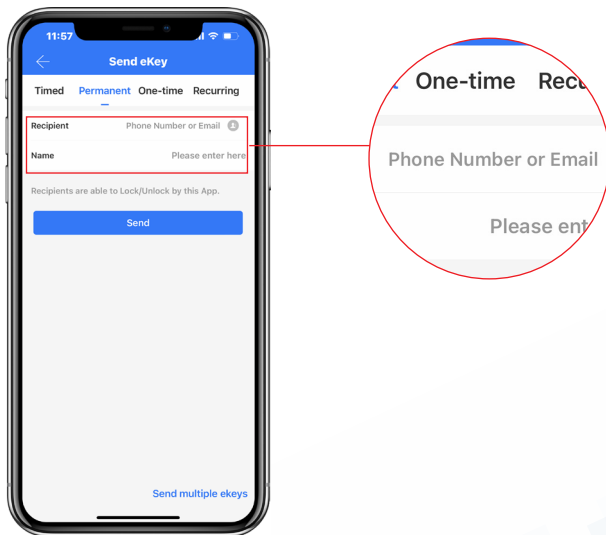 11:57
Send eKey
Timed Permanent One-time Recurring
Recipient Phone Number or Email
Name Please enter here
Recipients are able to Lock/Unlock by this App.
Send
Send multiple ekeys
One-time
Phone Number or Email
Please